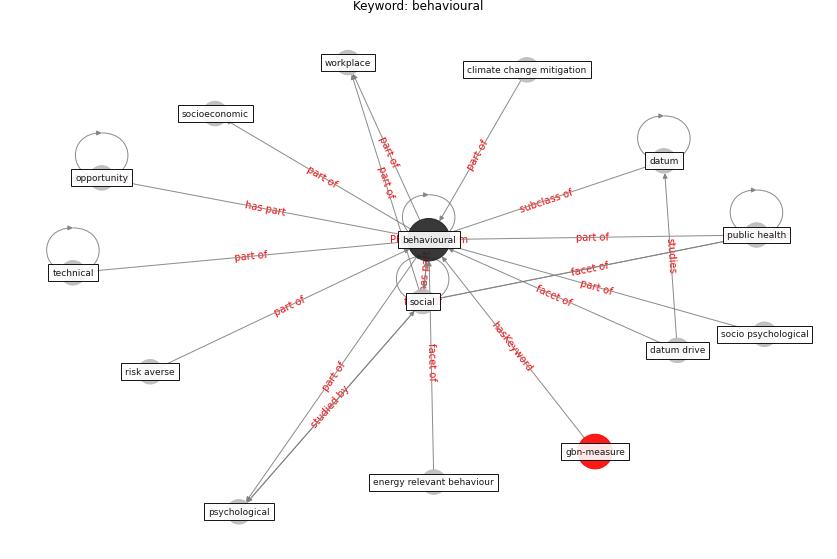 Keyword: behavioural
workplace
climate change mitigation
socioeconomic
part of
part of
part of
datum
opportunity
part of
part of
subclass of
has part
public health
behavioural
part of
part of
technical
facet of
studies
part of
social
facet of
part of
socio psychological
hasKeyword
datum drive
facet of
risk averse
part of
studied by
gbn-measure
energy relevant behaviour
psychological